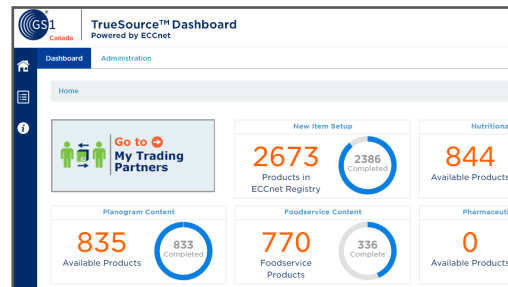 GS1
Canada
TrueSource™ Dashboard
Powered by ECCnet
Dashboard
Administration
Home
Go to
My Trading
Partners
New Item Setup
2673
Products in
ECCnet Registry
2386
Completed
Nutritiona
844
Available Products
Planogram Content
835
Available Products
833
Completed
Foodservice Content
770
Foodservice
Products
336
Complete
Pharmaceuti
0
Available Products